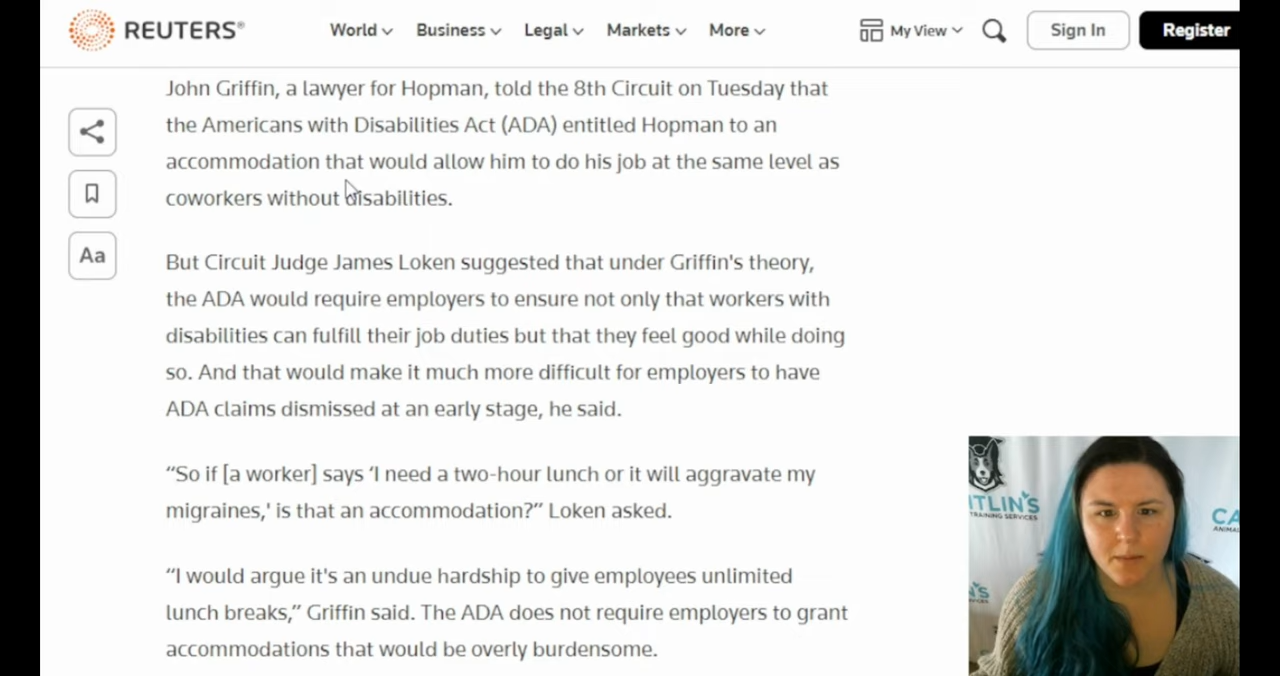 REUTERS®
World Business Legal Markets More My View Sign In Register
John Griffin, a lawyer for Hopman, told the 8th Circuit on Tuesday that
the Americans with Disabilities Act (ADA) entitled Hopman to an
accommodation that would allow him to do his job at the same level as
coworkers without disabilities.
Aa
But Circuit Judge James Loken suggested that under Griffin's theory,
the ADA would require employers to ensure not only that workers with
disabilities can fulfill their job duties but that they feel good while doing
so. And that would make it much more difficult for employers to have
ADA claims dismissed at an early stage, he said.
“So if [a worker] says ‘I need a two-hour lunch or it will aggravate my
migraines,' is that an accommodation?” Loken asked.
“I would argue it's an undue hardship to give employees unlimited
lunch breaks,” Griffin said. The ADA does not require employers to grant
accommodations that would be overly burdensome.
ITLIN'S
TRAINING SERVICES
CA
ANIMA
N'S